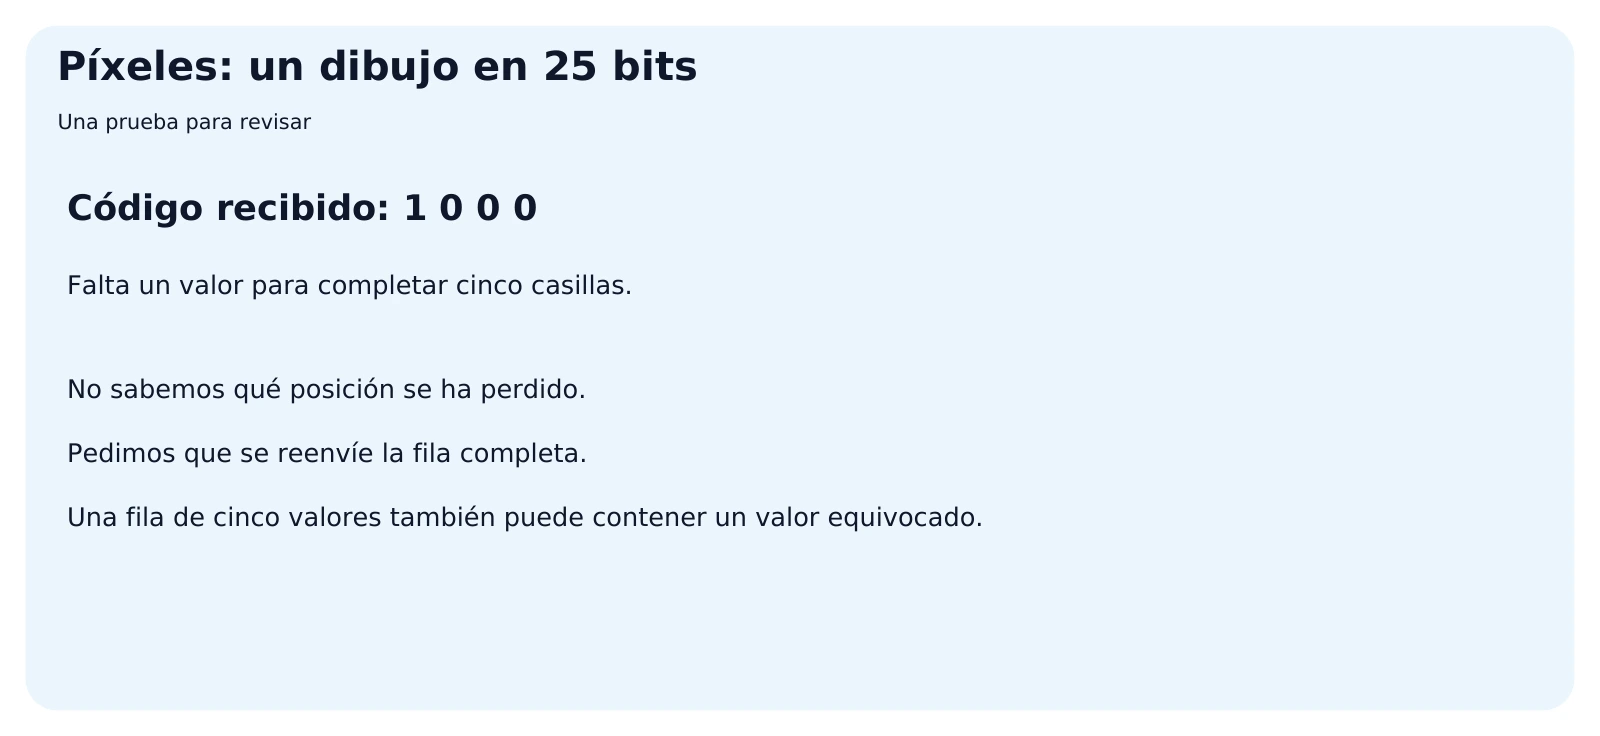 Píxeles: un dibujo en 25 bits
Una prueba para revisar
Código recibido: 1 0 0 0
Falta un valor para completar cinco casillas.
No sabemos qué posición se ha perdido.
Pedimos que se reenvíe la fila completa.
Una fila de cinco valores también puede contener un valor equivocado.